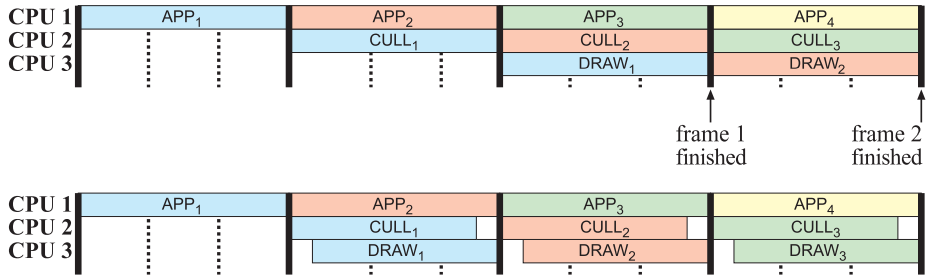 CPU 1 APP₁ APP₂ APP₃ APP₄
CPU 2 CULL₁ CULL₂ CULL₃
CPU 3 DRAW₁ DRAW₂
frame 1 frame 2
finished finished
CPU 1 APP₁ APP₂ APP₃ APP₄
CPU 2 CULL₁ CULL₂ CULL₃
CPU 3 DRAW₁ DRAW₂ DRAW₃